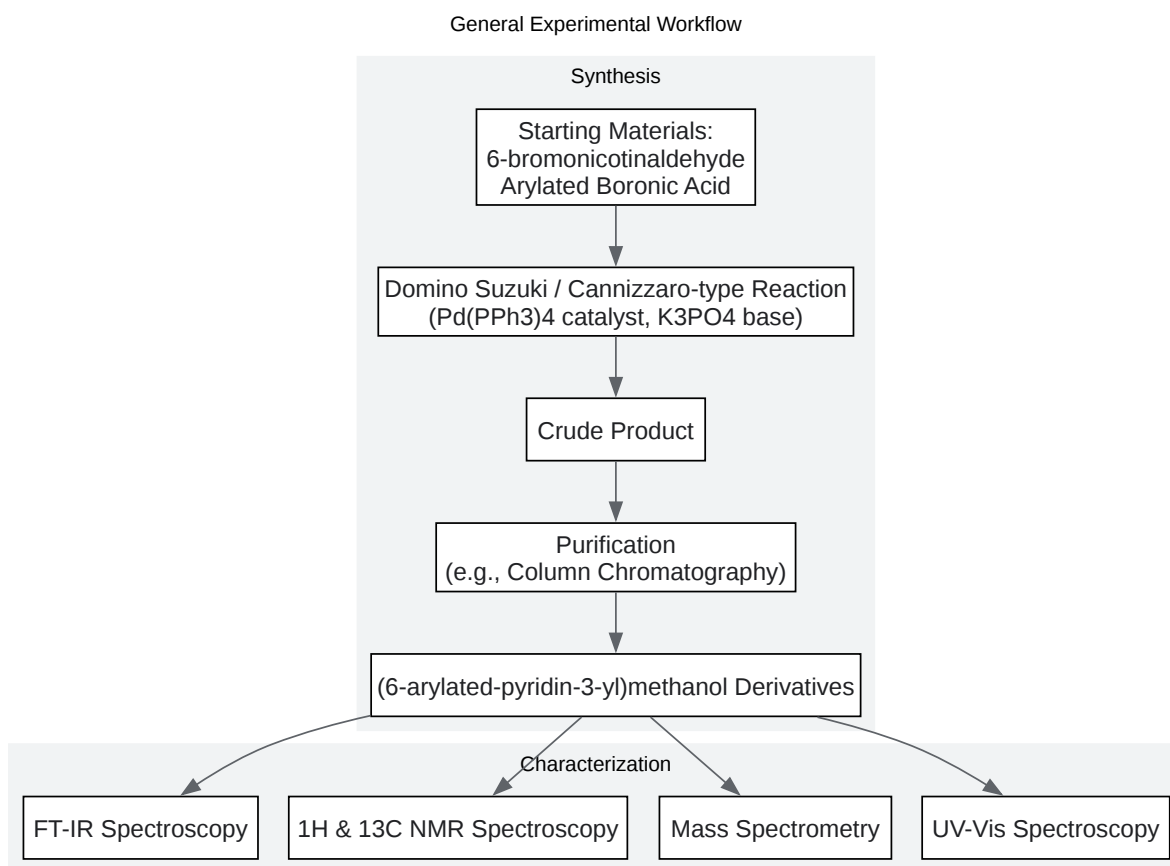 General Experimental Workflow
Synthesis
Starting Materials:
6-bromonicotinaldehyde
Arylated Boronic Acid
Domino Suzuki / Cannizzaro-type Reaction
(Pd(PPh3)4 catalyst, K3PO4 base)
Crude Product
Purification
(e.g., Column Chromatography)
(6-arylated-pyridin-3-yl)methanol Derivatives
Characterization
FT-IR Spectroscopy
1H & 13C NMR Spectroscopy
Mass Spectrometry
UV-Vis Spectroscopy